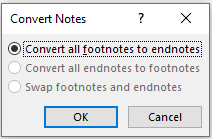 Convert Notes ? ×
Convert all footnotes to endnotes
Convert all endnotes to footnotes
Swap footnotes and endnotes
OK Cancel